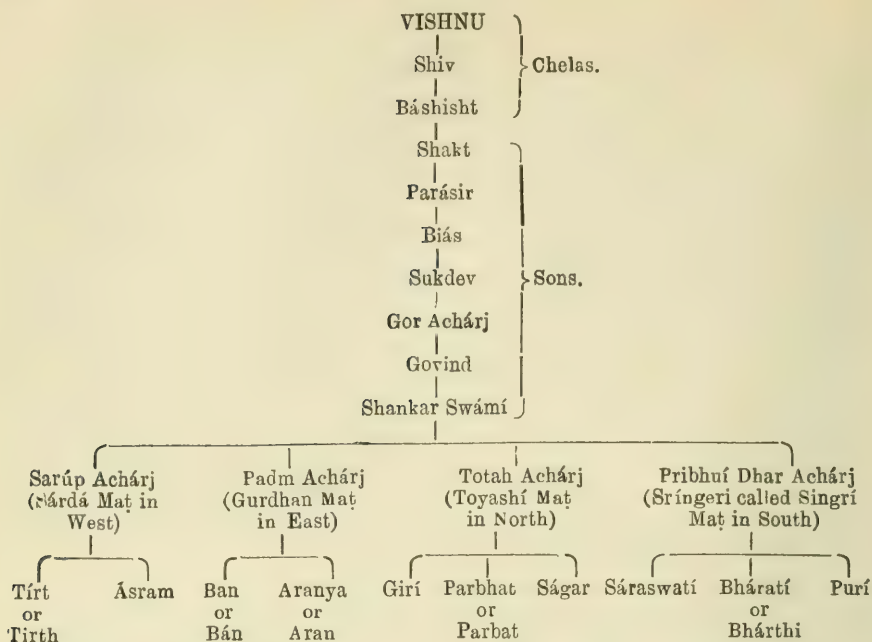 VISHNU
Shiv
Chelas.
Báshisht
Shakt
Parásir
Biás
Sukdev
Sons.
Gor Achárj
Govind
Shankar Swámí
Sarúp Achárj Padm Achárj Totah Achárj Pribhuí Dhar Achárj
(Sárdá Maṭ in (Gurdhan Maṭ (Toyashí Maṭ (Sríngeri called Singrí
West) in East) in North) Maṭ in South)
Tírt Ásram Ban Aranya Girí Parbhat Ságar Sáraswatí Bháratí Purí
or or or or or
Tirth Bán Aran Parbat Bhárthi